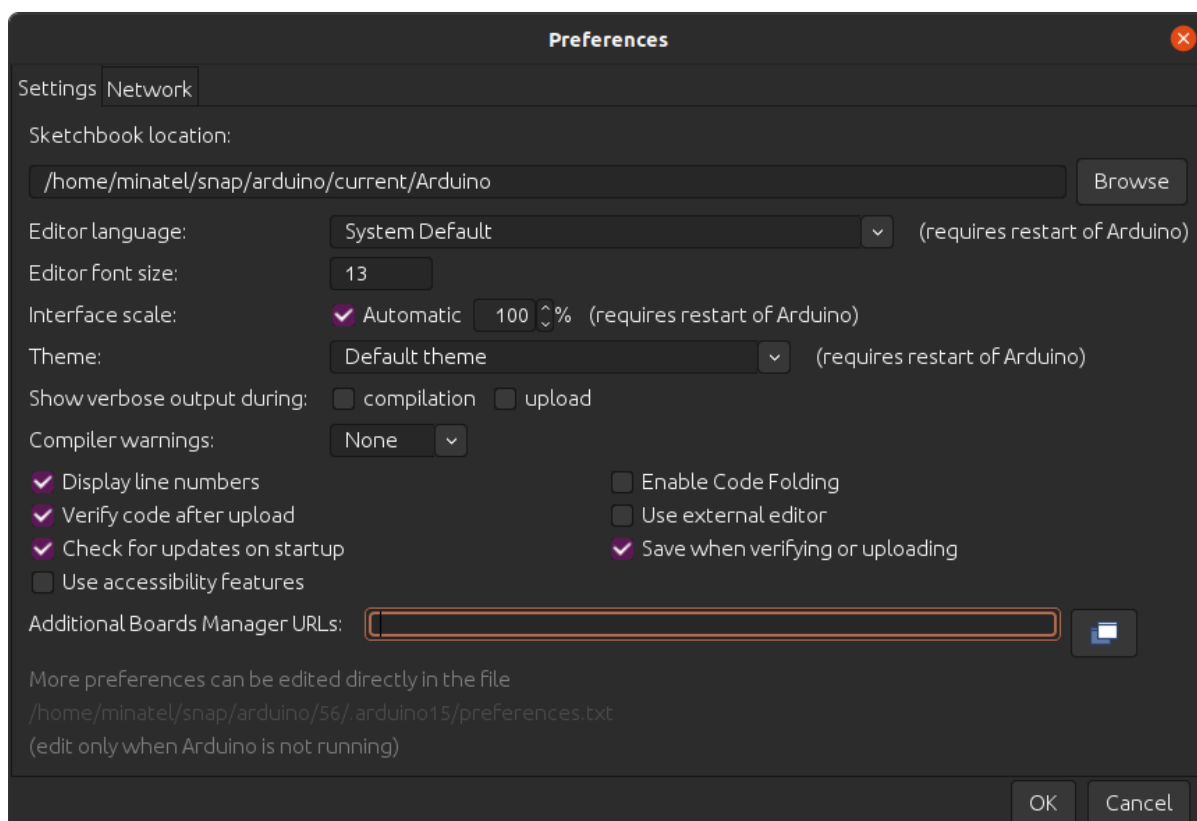 Preferences
Settings Network
Sketchbook location:
/home/minatel/snap/arduino/current/Arduino Browse
Editor language: System Default (requires restart of Arduino)
Editor font size: 13
Interface scale: Automatic 100 % (requires restart of Arduino)
Theme: Default theme (requires restart of Arduino)
Show verbose output during: compilation upload
Compiler warnings: None
Display line numbers Enable Code Folding
Verify code after upload Use external editor
Check for updates on startup Save when verifying or uploading
Use accessibility features
Additional Boards Manager URLs:
More preferences can be edited directly in the file
/home/minatel/snap/arduino/56/.arduino15/preferences.txt
(edit only when Arduino is not running)
OK Cancel